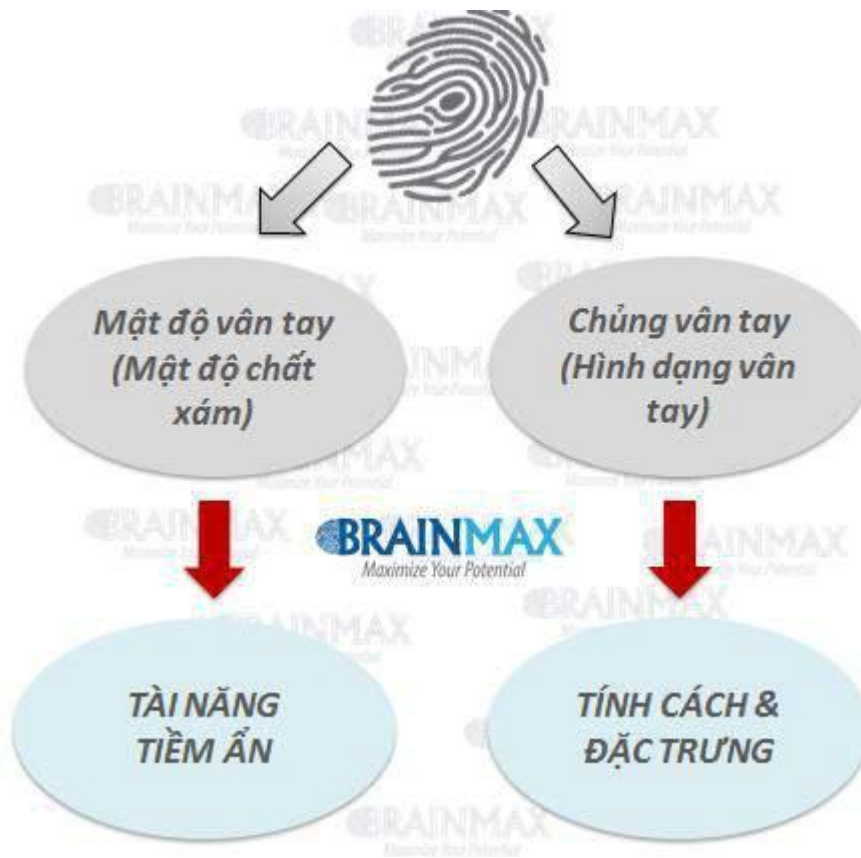 Mật độ vân tay
(Mật độ chất
xám)
Chủng vân tay
(Hình dạng vân
tay)
BRAINMAX
Maximize Your Potential
TÀI NĂNG
TIỀM ẨN
TÍNH CÁCH &
ĐẶC TRƯNG